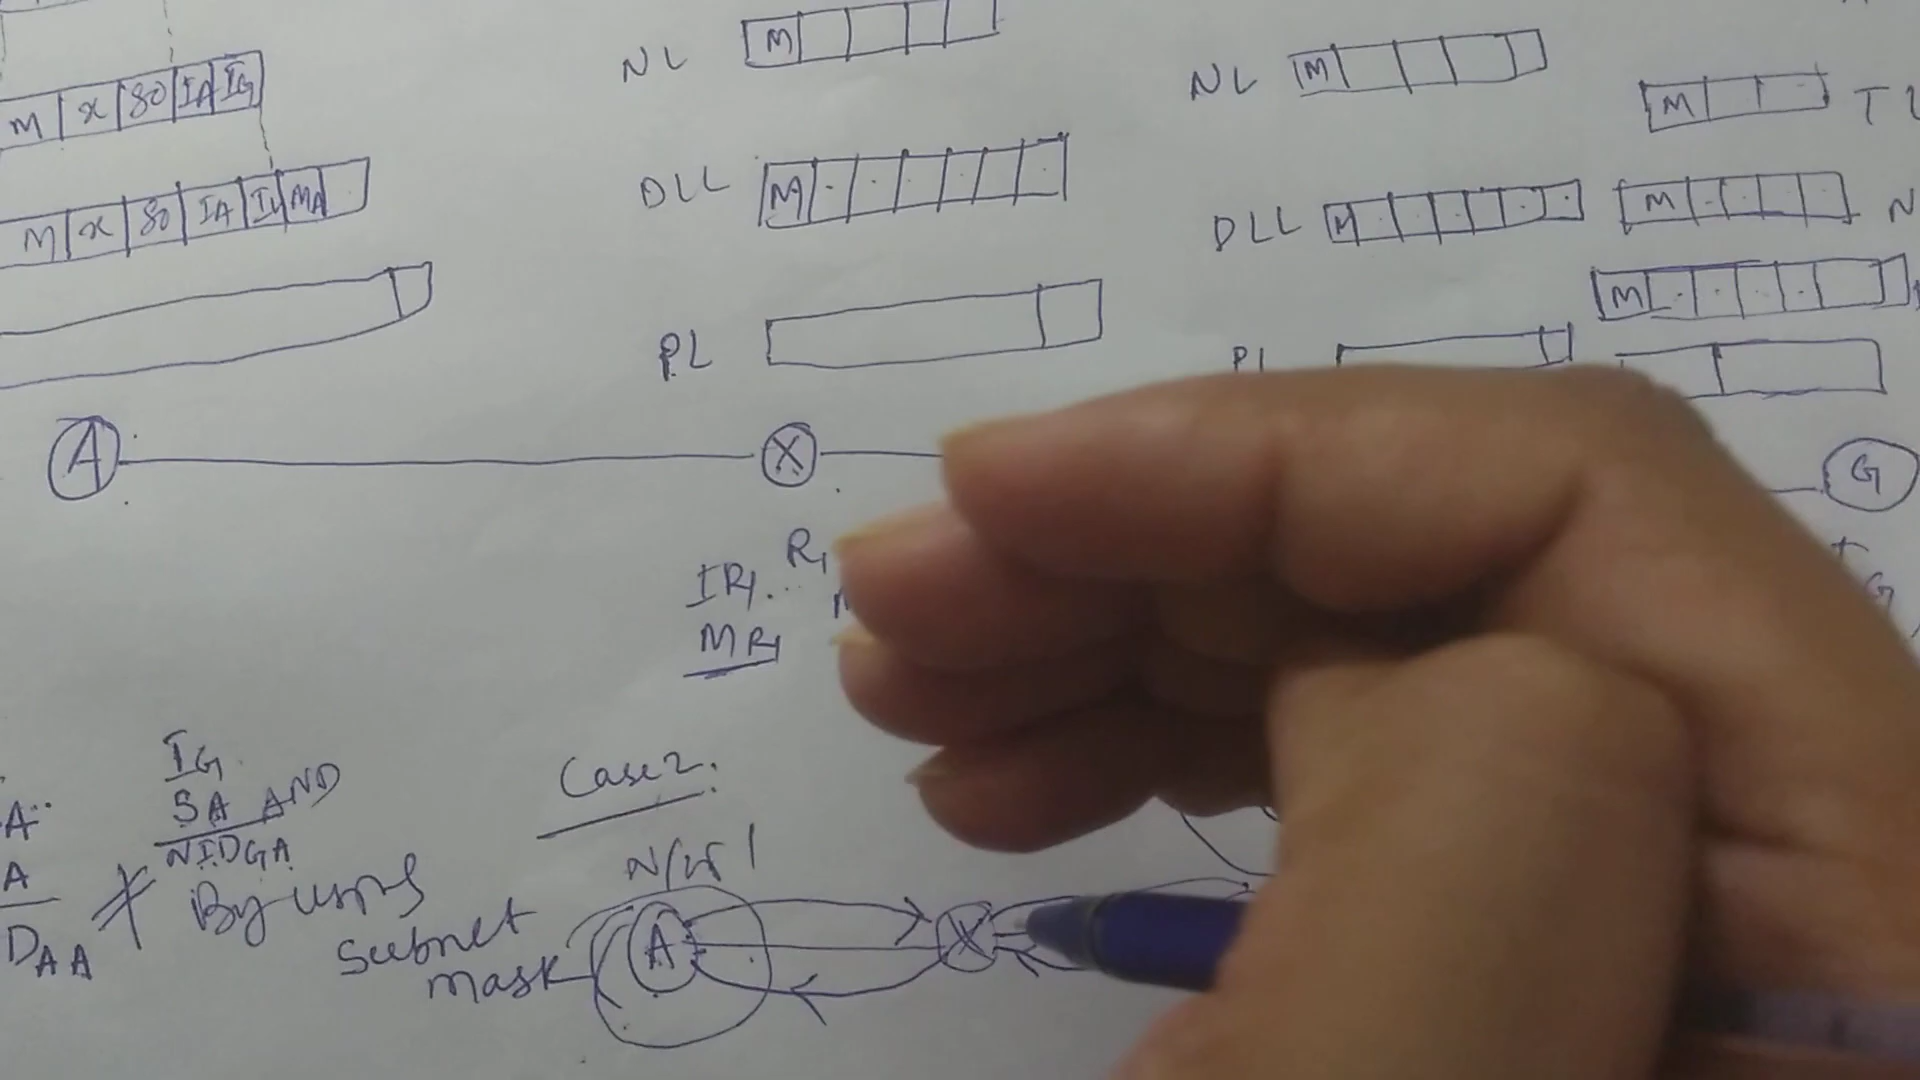 M x 80 IA IG
M x 80 IA IG MA
A
NL M
DLL M
PL
X
R1
IR1
MR1
NL M
DLL M
PL
M T
M N
M
G
A
A
DAA
≠
IG
SA AND
NIDGA
By using
Subnet
mask
Case 2.
N/W 1
A
X